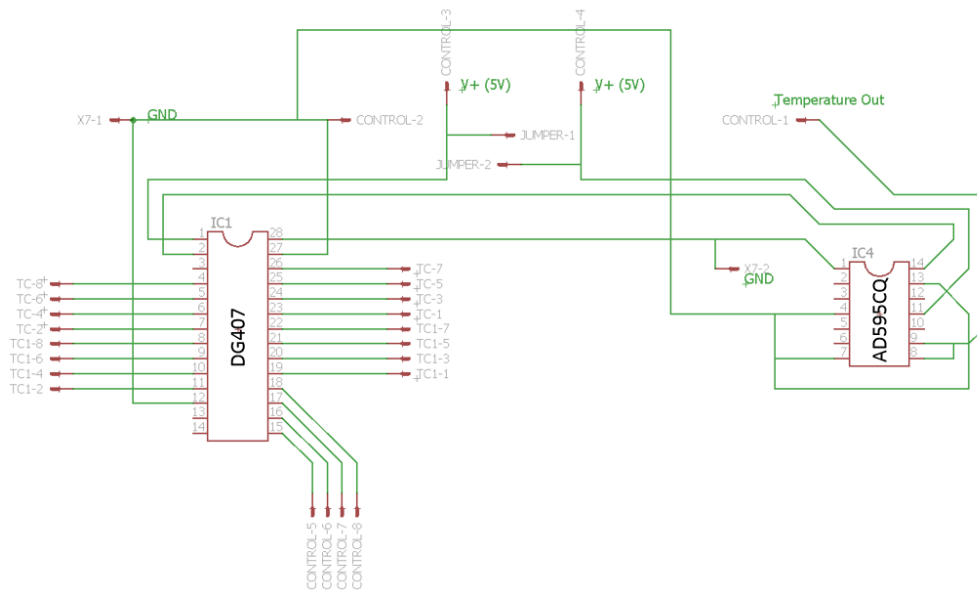 CONTROL-3
CONTROL-4
V+ (5V)
V+ (5V)
Temperature Out
X7-1
GND
CONTROL-2
CONTROL-1
JUMPER-1
JUMPER-2
IC1
1
28
2
27
3
26
TC-7
4
25
TC-8
TC-5
5
24
TC-6
TC-3
6
23
TC-4
TC-1
7
22
TC-2
TC1-7
8
21
TC1-8
TC1-5
9
20
TC1-6
TC1-3
10
19
TC1-4
TC1-1
11
18
TC1-2
12
17
13
16
14
15
DG407
X7-2
GND
IC4
1
14
2
13
3
12
4
11
5
10
6
9
7
8
AD595CQ
CONTROL-5
CONTROL-6
CONTROL-7
CONTROL-8